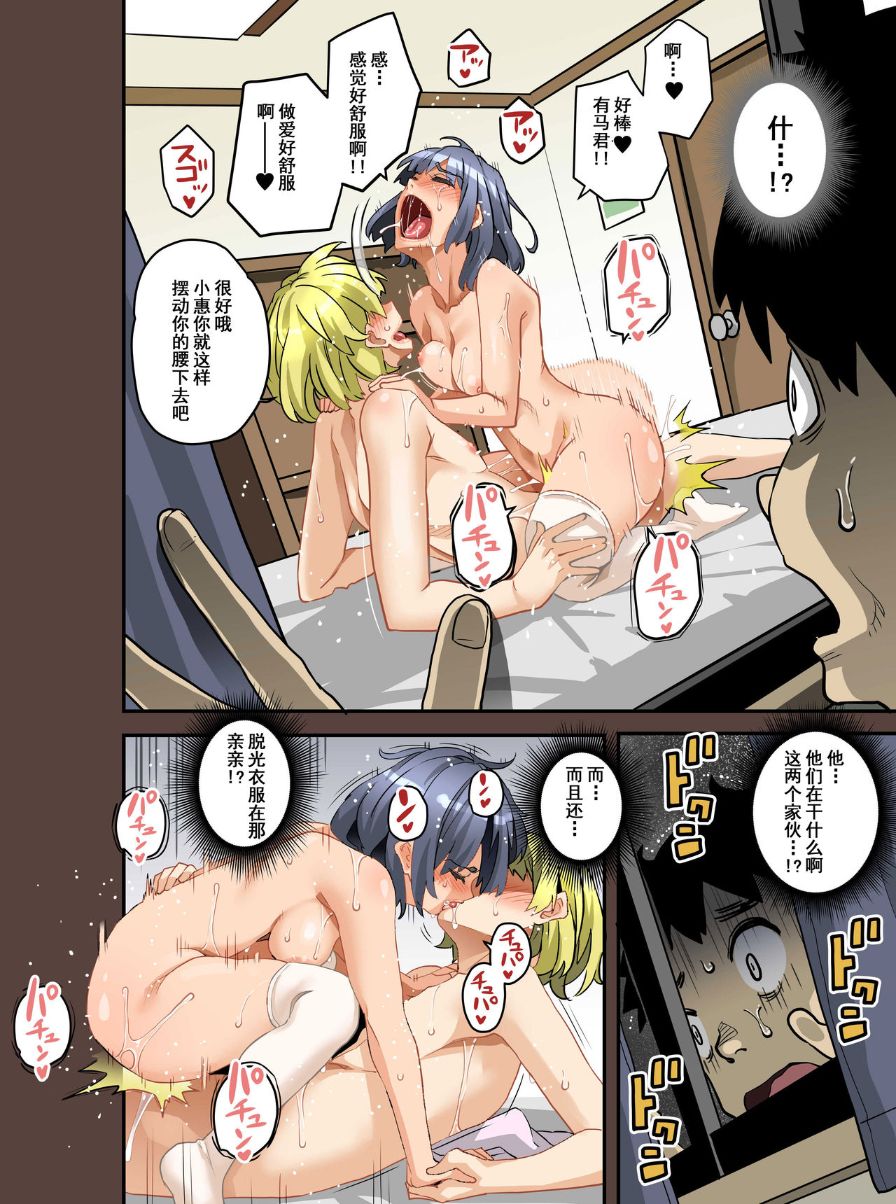 什…
!?
啊…♥
好棒♥
有马君!!
感…
感觉好舒服啊!!
做爱好舒服
啊——♥
アッ♥
アッ♥
スゴッ♥
很好哦
小惠你就这样
摆动你的腰下去吧
パチュン♥
パチュン♥
パチュン♥
他…
他们在干什么啊
这两个家伙…!?
ドクン
ドクン
ドクン
而…
而且还…
脱光衣服在那
亲亲!?
ンッ♥
ンッ♥
チュパ♥
チュパ♥
パチュン♥
パチュン♥
パチュン♥